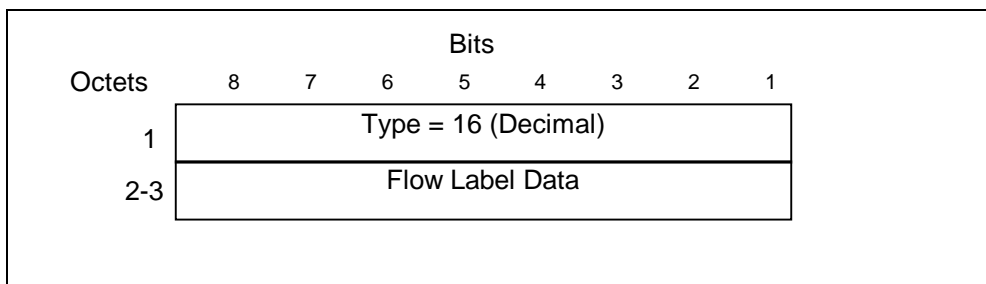 Bits
Octets 8 7 6 5 4 3 2 1
1 Type = 16 (Decimal)
2-3 Flow Label Data